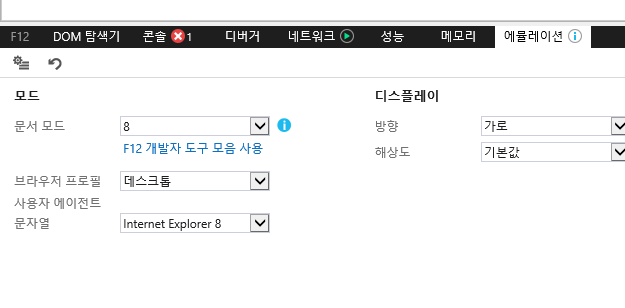 F12 DOM 탐색기 콘솔 1 디버거 네트워크 성능 메모리 에뮬레이션
모드 디스플레이
문서 모드 8 방향 가로
F12 개발자 도구 모음 사용 해상도 기본값
브라우저 프로필 데스크톱
사용자 에이전트
문자열 Internet Explorer 8